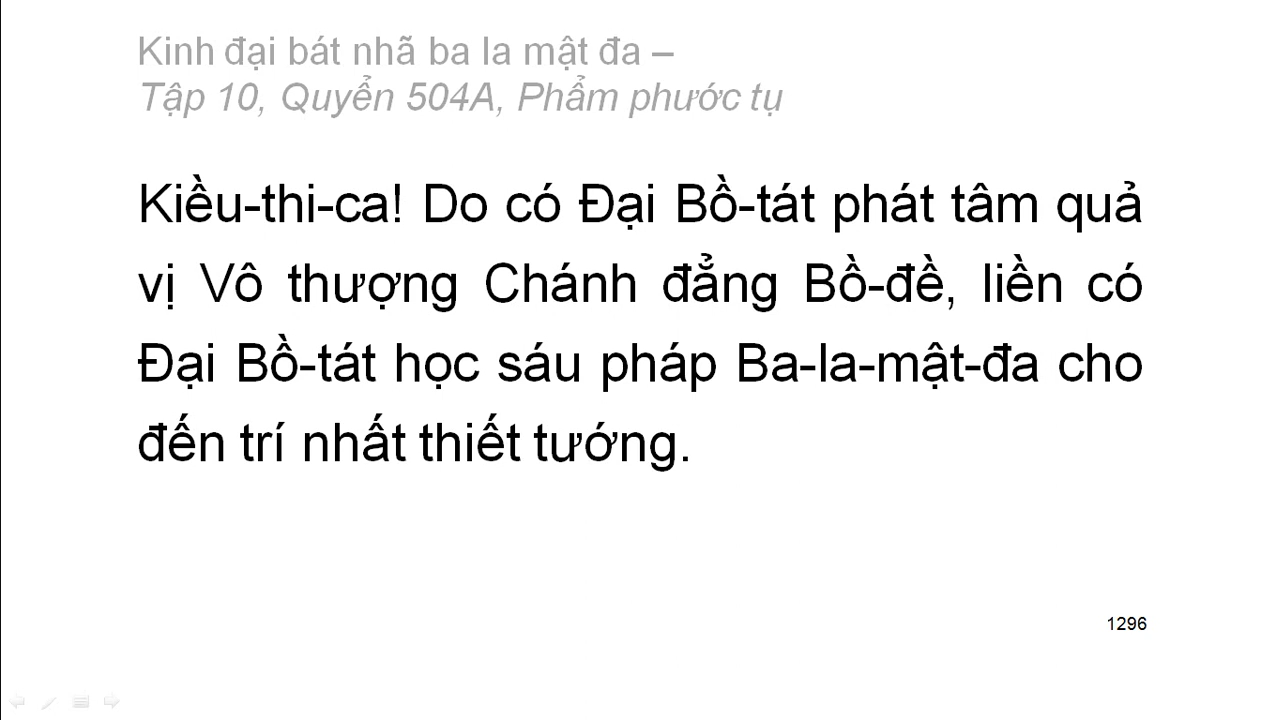 Kinh đại bát nhã ba la mật đa –
Tập 10, Quyển 504A, Phẩm phước tụ
Kiều-thi-ca! Do có Đại Bồ-tát phát tâm quả
vị Vô thượng Chánh đẳng Bồ-đề, liền có
Đại Bồ-tát học sáu pháp Ba-la-mật-đa cho
đến trí nhất thiết tướng.
1296